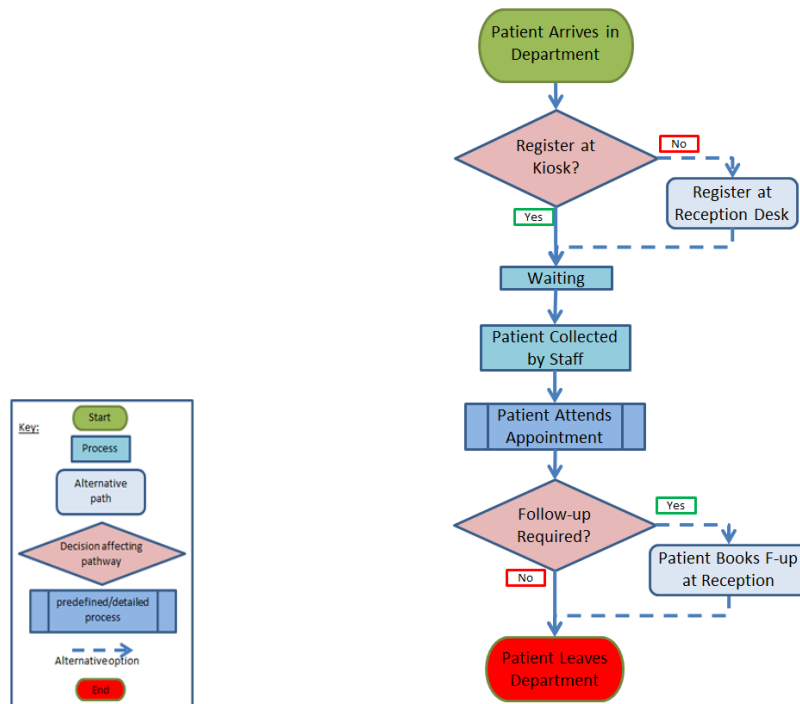 Patient Arrives in
Department
Register at
Kiosk?
No
Register at
Reception Desk
Yes
Waiting
Patient Collected
by Staff
Patient Attends
Appointment
Follow-up
Required?
Yes
Patient Books F-up
at Reception
No
Patient Leaves
Department
Key:
Start
Process
Alternative
path
Decision affecting
pathway
predefined/detailed
process
Alternative option
End